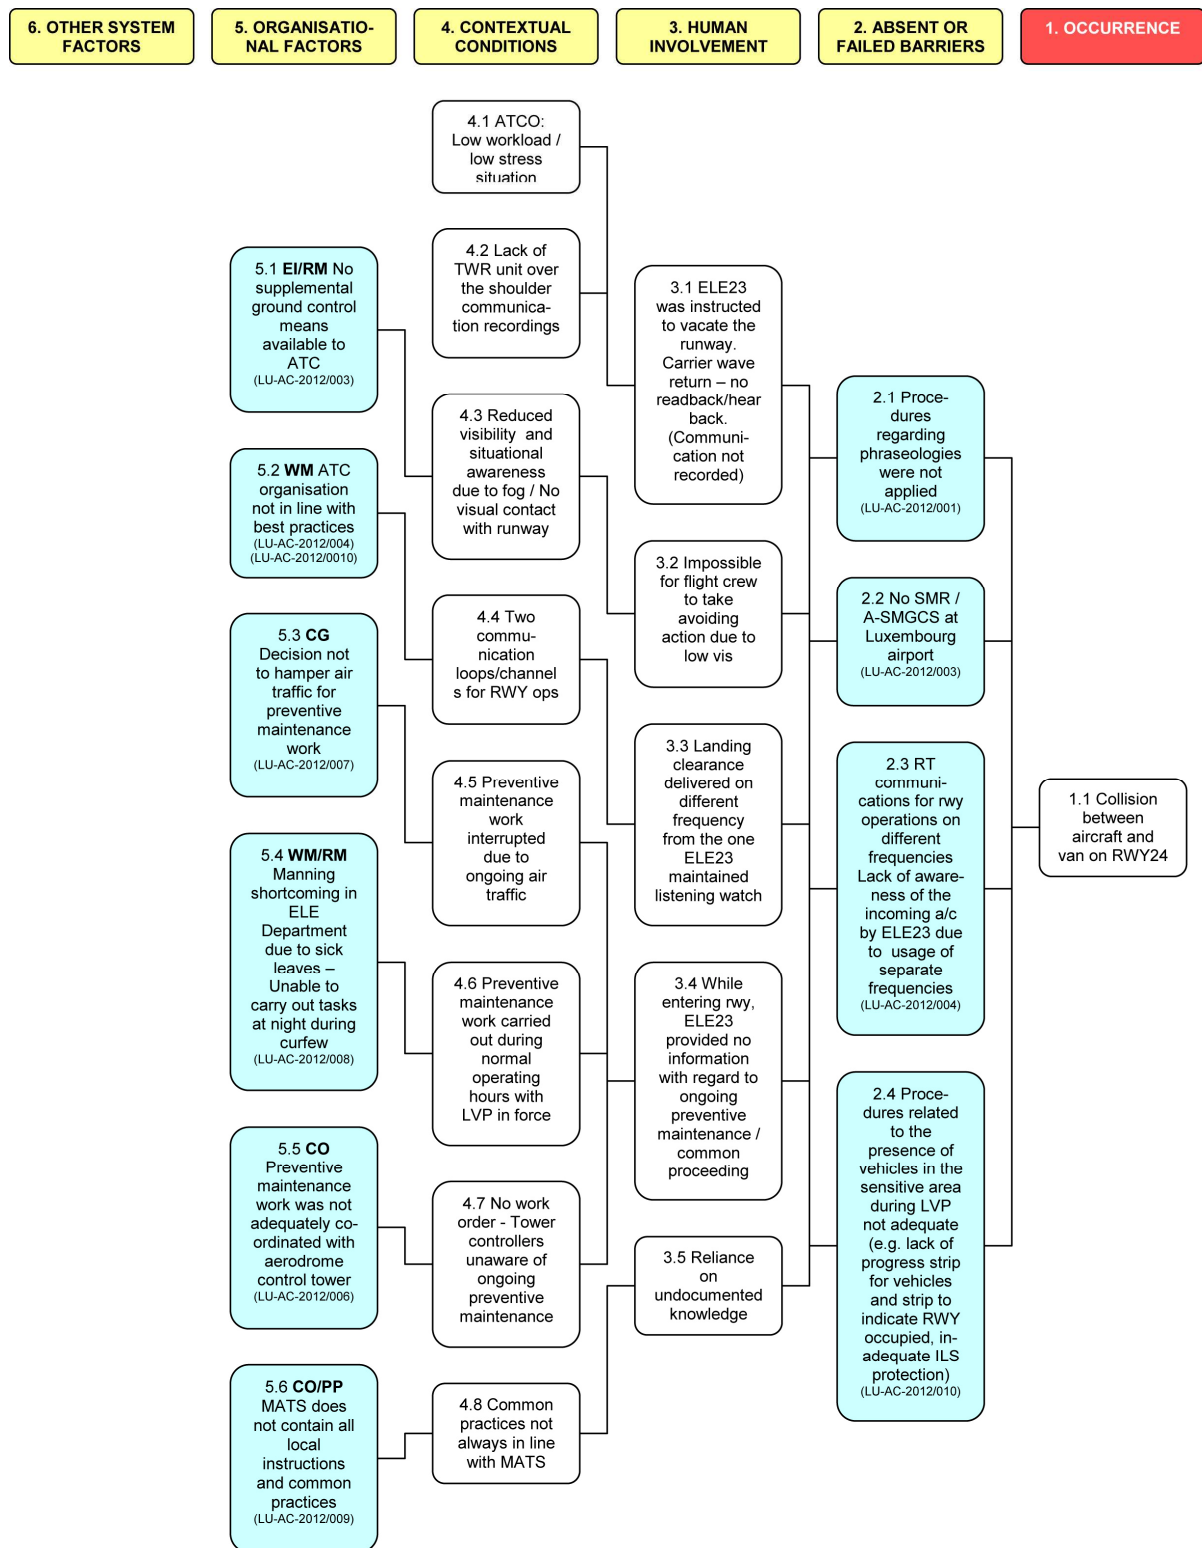 6. OTHER SYSTEM
FACTORS
5. ORGANISATIO-
NAL FACTORS
4. CONTEXTUAL
CONDITIONS
3. HUMAN
INVOLVEMENT
2. ABSENT OR
FAILED BARRIERS
1. OCCURRENCE
5.1 EI/RM No
supplemental
ground control
means
available to
ATC
(LU-AC-2012/003)
5.2 WM ATC
organisation
not in line with
best practices
(LU-AC-2012/004)
(LU-AC-2012/0010)
5.3 CG
Decision not
to hamper air
traffic for
preventive
maintenance
work
(LU-AC-2012/007)
5.4 WM/RM
Manning
shortcoming in
ELE
Department
due to sick
leaves –
Unable to
carry out tasks
at night during
curfew
(LU-AC-2012/008)
5.5 CO
Preventive
maintenance
work was not
adequately co-
ordinated with
aerodrome
control tower
(LU-AC-2012/006)
5.6 CO/PP
MATS does
not contain all
local
instructions
and common
practices
(LU-AC-2012/009)
4.1 ATCO:
Low workload /
low stress
situation
4.2 Lack of
TWR unit over
the shoulder
communica-
tion recordings
4.3 Reduced
visibility and
situational
awareness
due to fog / No
visual contact
with runway
4.4 Two
commu-
nication
loops/channel
s for RWY ops
4.5 Preventive
maintenance
work
interrupted
due to
ongoing air
traffic
4.6 Preventive
maintenance
work carried
out during
normal
operating
hours with
LVP in force
4.7 No work
order - Tower
controllers
unaware of
ongoing
preventive
maintenance
4.8 Common
practices not
always in line
with MATS
3.1 ELE23
was instructed
to vacate the
runway.
Carrier wave
return – no
readback/hear
back.
(Communi-
cation not
recorded)
3.2 Impossible
for flight crew
to take
avoiding
action due to
low vis
3.3 Landing
clearance
delivered on
different
frequency
from the one
ELE23
maintained
listening watch
3.4 While
entering rwy,
ELE23
provided no
information
with regard to
ongoing
preventive
maintenance /
common
proceeding
3.5 Reliance
on
undocumented
knowledge
2.1 Proce-
dures
regarding
phraseologies
were not
applied
(LU-AC-2012/001)
2.2 No SMR /
A-SMGCS at
Luxembourg
airport
(LU-AC-2012/003)
2.3 RT
communi-
cations for rwy
operations on
different
frequencies
Lack of aware-
ness of the
incoming a/c
by ELE23 due
to usage of
separate
frequencies
(LU-AC-2012/004)
2.4 Proce-
dures related
to the
presence of
vehicles in the
sensitive area
during LVP
not adequate
(e.g. lack of
progress strip
for vehicles
and strip to
indicate RWY
occupied, in-
adequate ILS
protection)
(LU-AC-2012/010)
1.1 Collision
between
aircraft and
van on RWY24